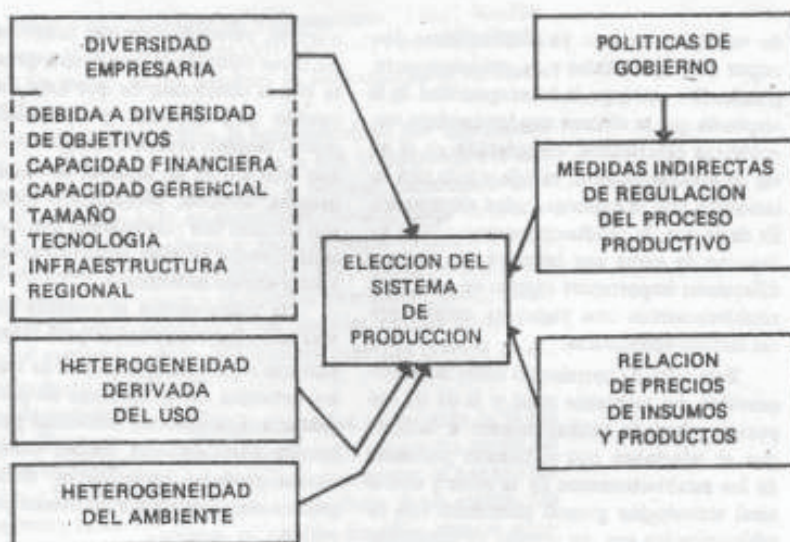 DIVERSIDAD
EMPRESARIA
DEBIDA A DIVERSIDAD
DE OBJETIVOS
CAPACIDAD FINANCIERA
CAPACIDAD GERENCIAL
TAMAÑO
TECNOLOGIA
INFRAESTRUCTURA
REGIONAL
HETEROGENEIDAD
DERIVADA
DEL USO
HETEROGENEIDAD
DEL AMBIENTE
ELECCION DEL
SISTEMA
DE
PRODUCCION
POLITICAS DE
GOBIERNO
MEDIDAS INDIRECTAS
DE REGULACION
DEL PROCESO
PRODUCTIVO
RELACION
DE PRECIOS
DE INSUMOS
Y PRODUCTOS